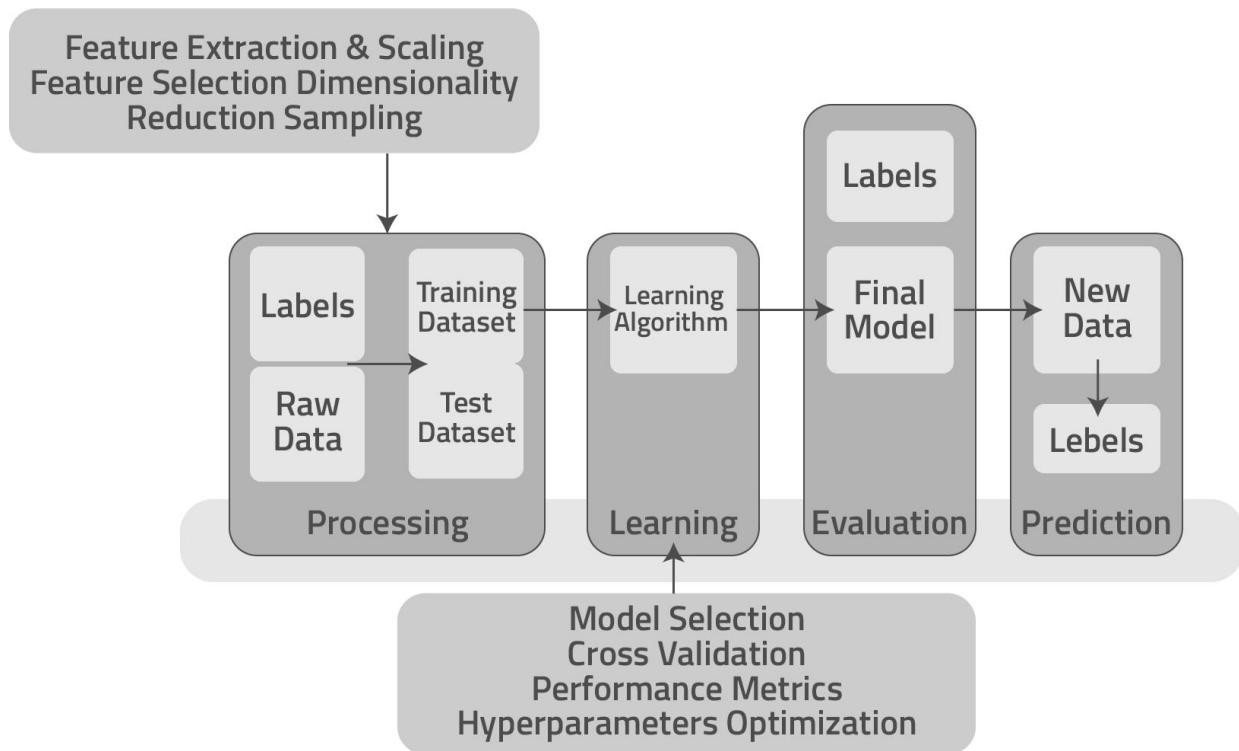 Feature Extraction & Scaling
Feature Selection Dimensionality
Reduction Sampling
Labels
Raw
Data
Training
Dataset
Test
Dataset
Processing
Learning
Algorithm
Learning
Labels
Final
Model
Evaluation
New
Data
Lebels
Prediction
Model Selection
Cross Validation
Performance Metrics
Hyperparameters Optimization